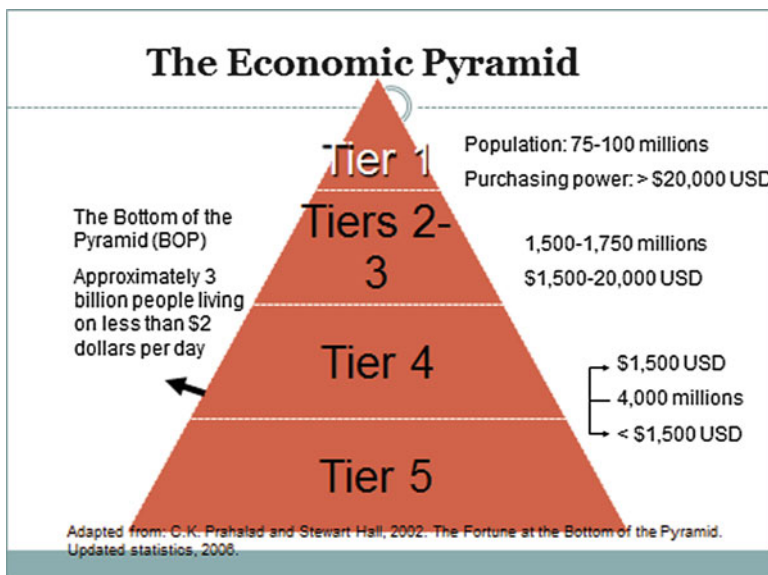 The Economic Pyramid
Tier 1
Population: 75-100 millions
Purchasing power: > $20,000 USD
Tiers 2-
3
1,500-1,750 millions
$1,500-20,000 USD
The Bottom of the
Pyramid (BOP)
Approximately 3
billion people living
on less than $2
dollars per day
Tier 4
$1,500 USD
4,000 millions
< $1,500 USD
Tier 5
Adapted from: C.K. Prahalad and Stewart Hall, 2002. The Fortune at the Bottom of the Pyramid.
Updated statistics, 2006.